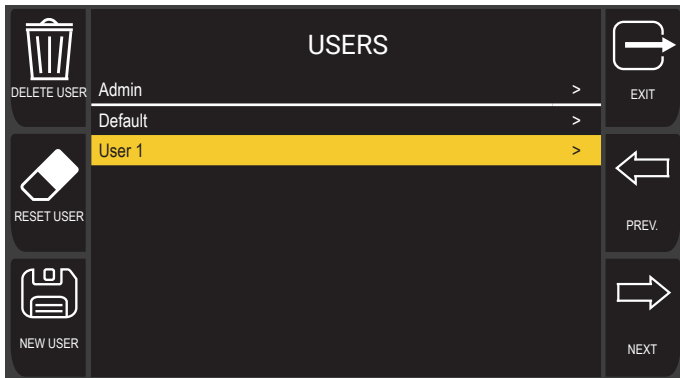 USERS
DELETE USER
RESET USER
NEW USER
Admin >
Default >
User 1 >
EXIT
PREV.
NEXT